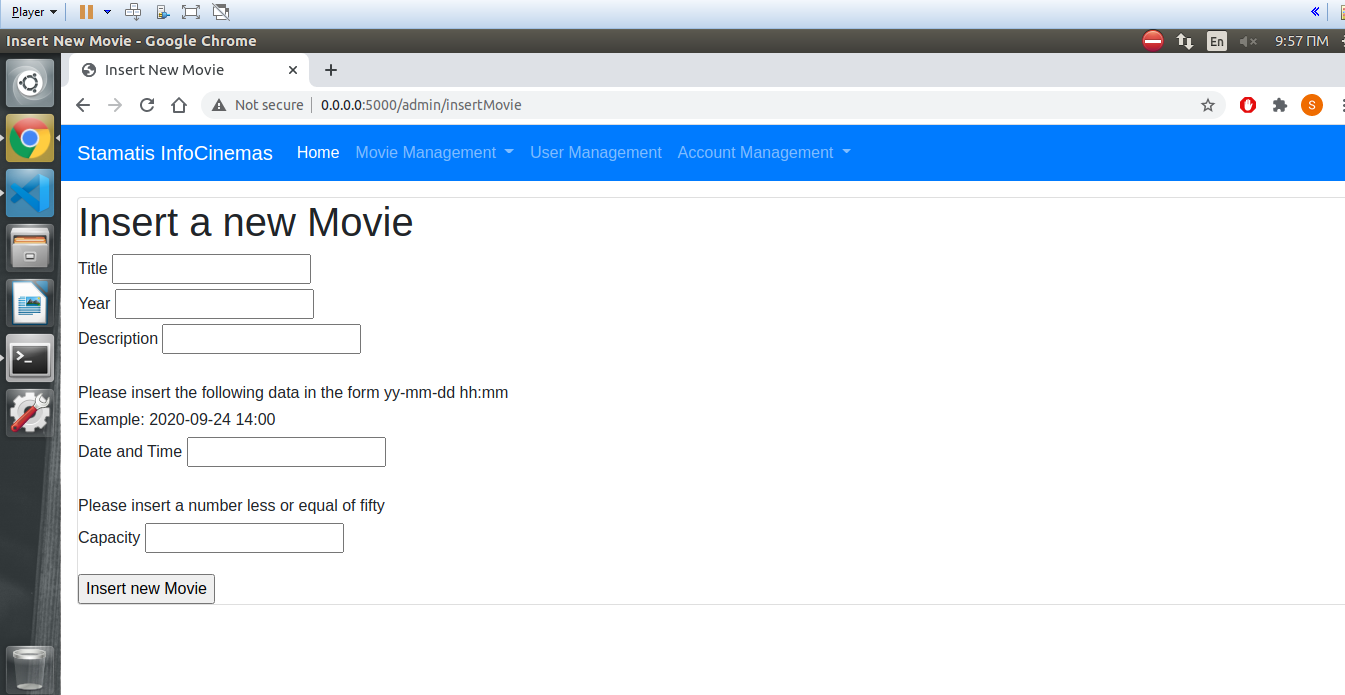 Player
Insert New Movie - Google Chrome
En
9:57 ΠΜ
Insert New Movie
Not secure
0.0.0.0:5000/admin/insertMovie
S
Stamatis InfoCinemas
Home
Movie Management
User Management
Account Management
Insert a new Movie
Title
Year
Description
Please insert the following data in the form yy-mm-dd hh:mm
Example: 2020-09-24 14:00
Date and Time
Please insert a number less or equal of fifty
Capacity
Insert new Movie